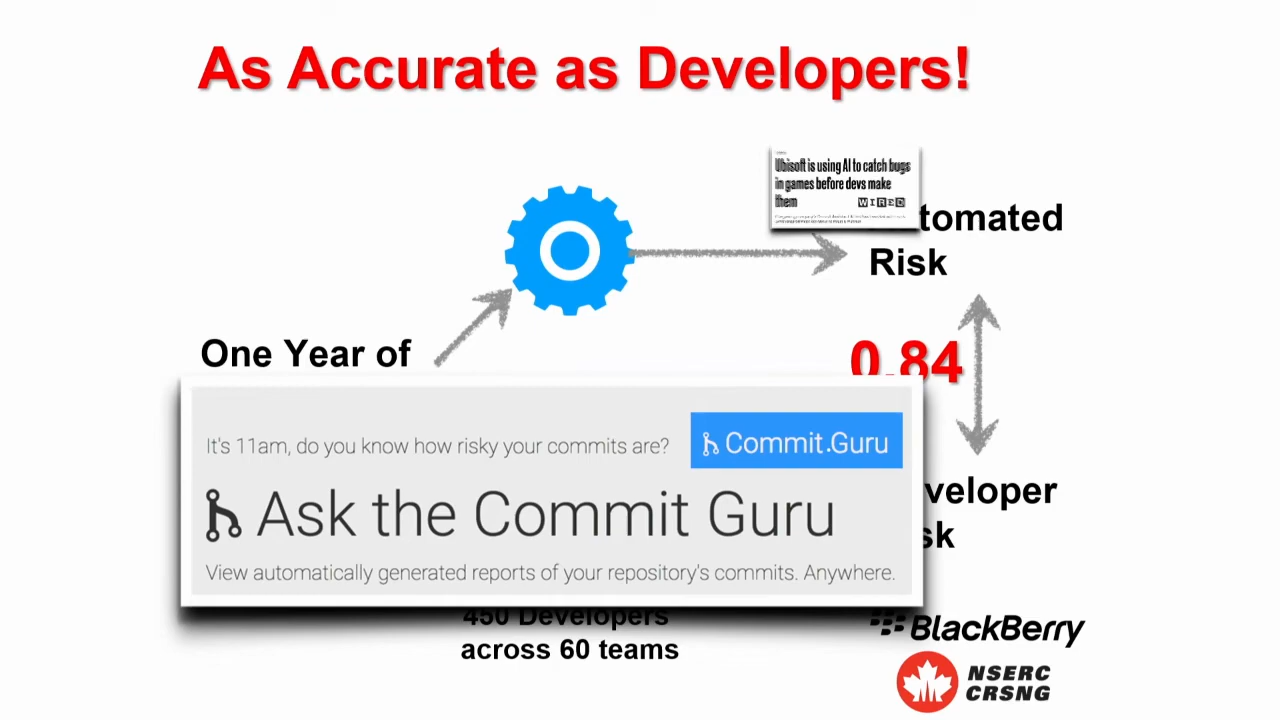 As Accurate as Developers!
Ubisoft is using AI to catch bugs
in games before devs make
them WIRED
tomated
Risk
One Year of
0.84
It's 11am, do you know how risky your commits are?
Commit.Guru
Ask the Commit Guru
View automatically generated reports of your repository's commits. Anywhere.
veloper
sk
450 Developers
across 60 teams
BlackBerry
NSERC
CRSNG